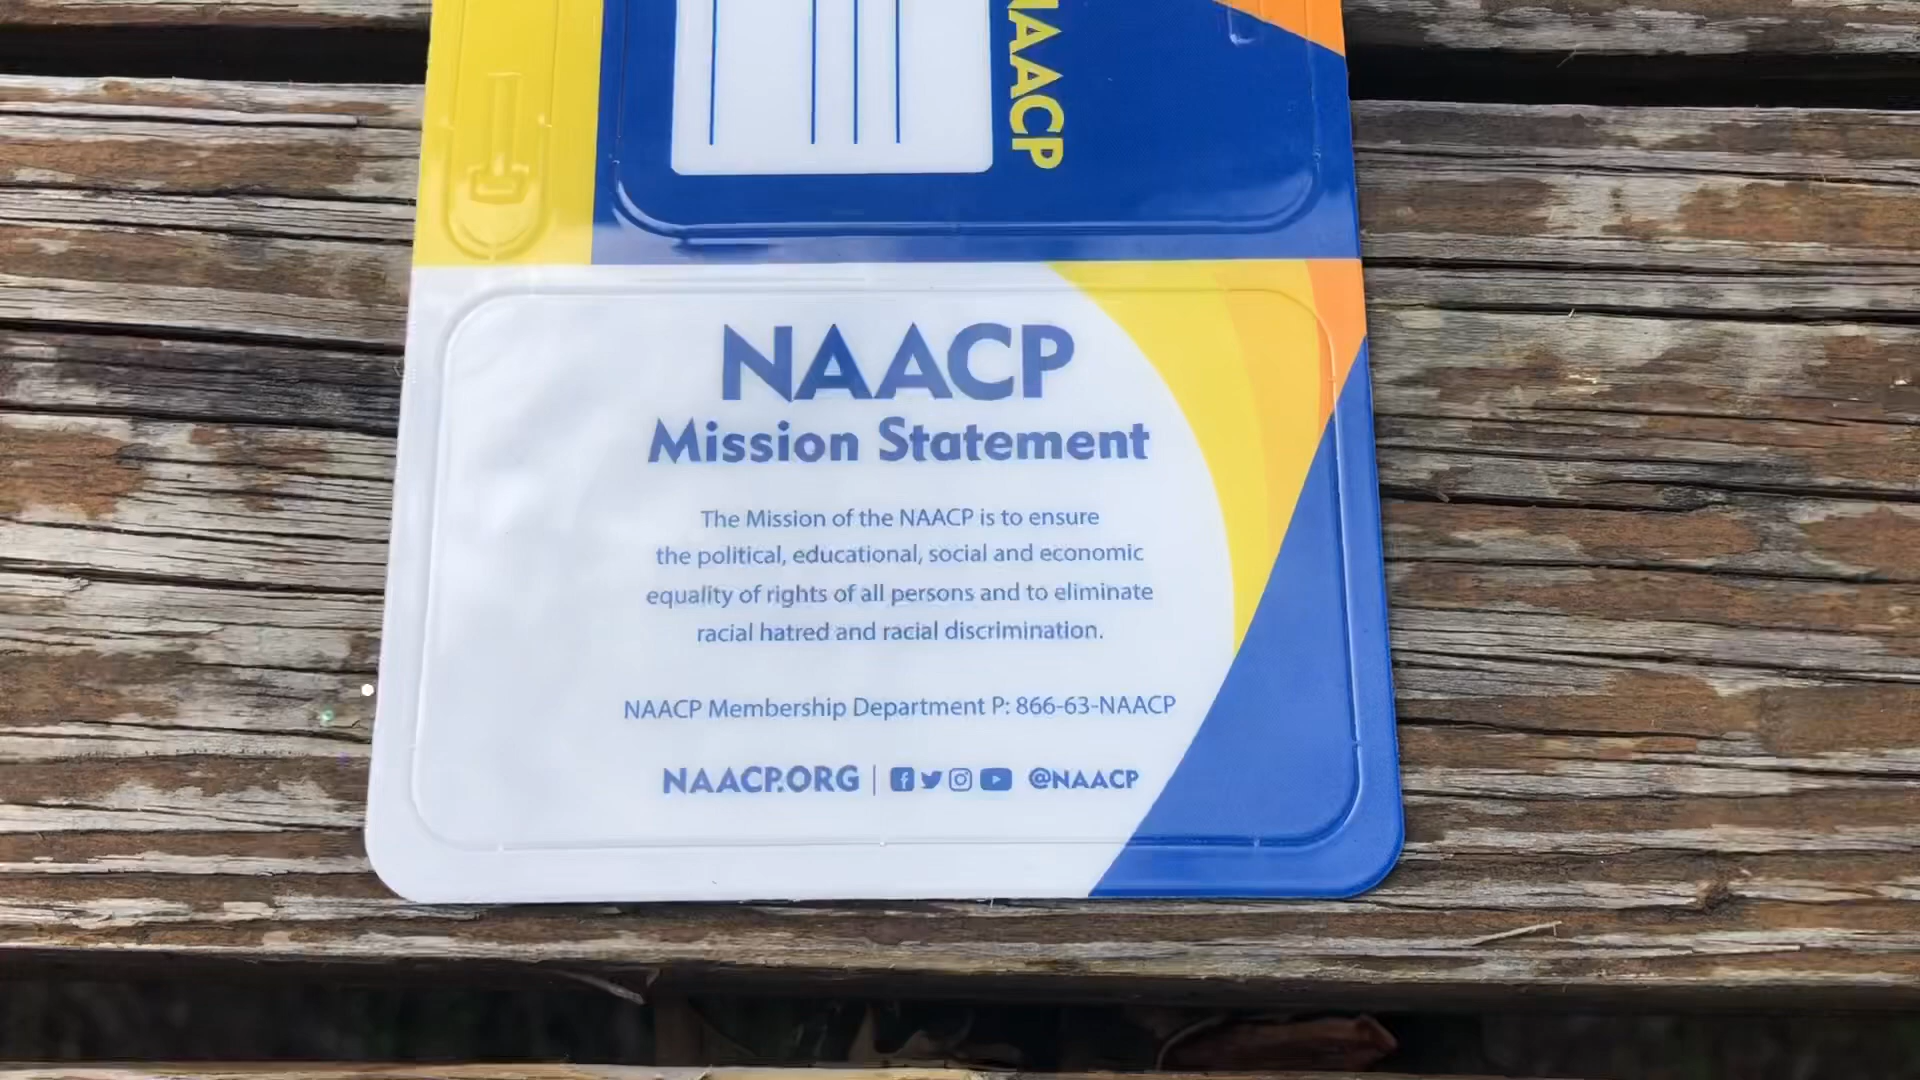 NAACP
NAACP
Mission Statement
The Mission of the NAACP is to ensure
the political, educational, social and economic
equality of rights of all persons and to eliminate
racial hatred and racial discrimination.
NAACP Membership Department P: 866-63-NAACP
NAACP.ORG | @NAACP